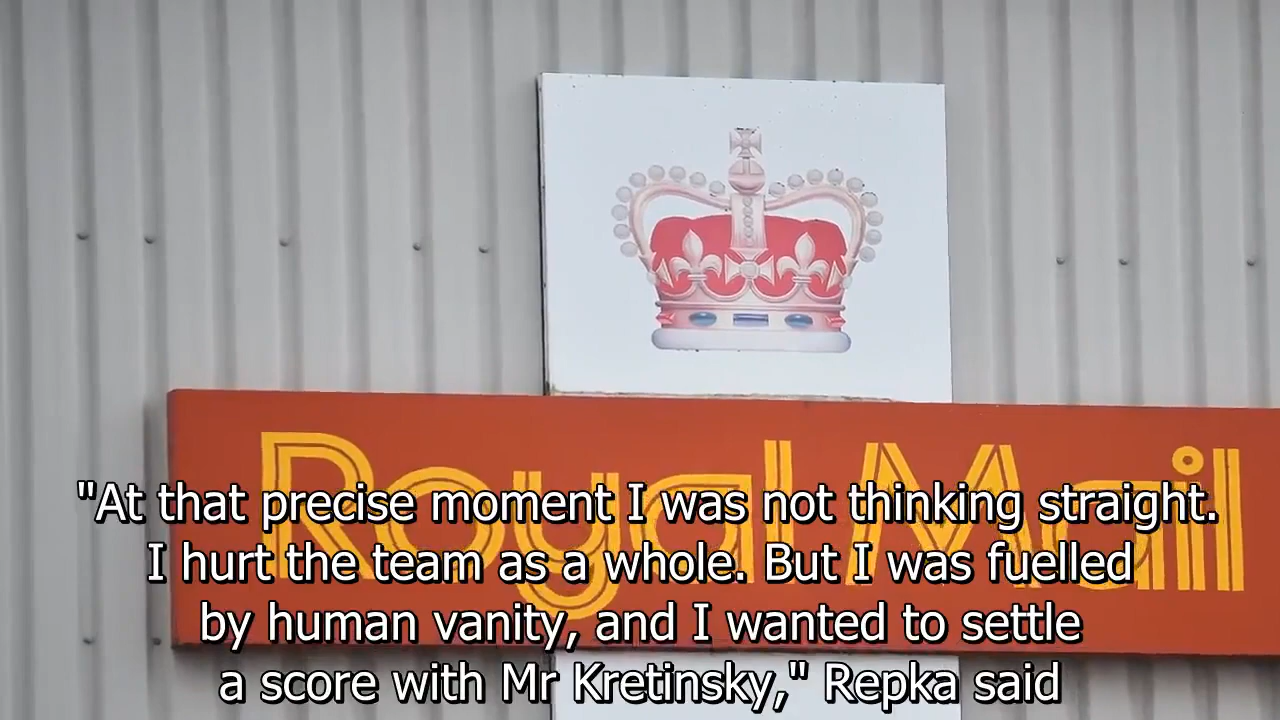 Royal Mail
"At that precise moment I was not thinking straight.
I hurt the team as a whole. But I was fuelled
by human vanity, and I wanted to settle
a score with Mr Kretinsky," Repka said